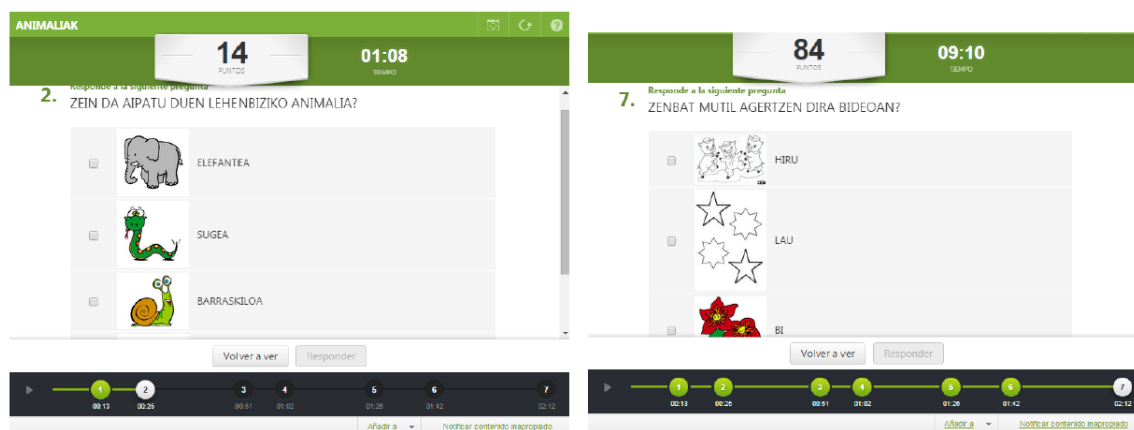 ANIMALIAK
14
PUNTOS
01:08
TIEMPO
Responde a la siguiente pregunta
2. ZEIN DA AIPATU DUEN LEHENBIZIKO ANIMALIA?
ELEFANTEA
SUGEA
BARRASKILOA
Volver a ver Responder
1 2 3 4 5 6 7
00:13 00:26 00:51 01:02 01:26 01:42 02:12
Añadir a Notificar contenido inapropiado
84
PUNTOS
09:10
TIEMPO
Responde a la siguiente pregunta
7. ZENBAT MUTIL AGERTZEN DIRA BIDEOAN?
HIRU
LAU
BI
Volver a ver Responder
1 2 3 4 5 6 7
00:13 00:26 00:51 01:02 01:26 01:42 02:12
Añadir a Notificar contenido inapropiado